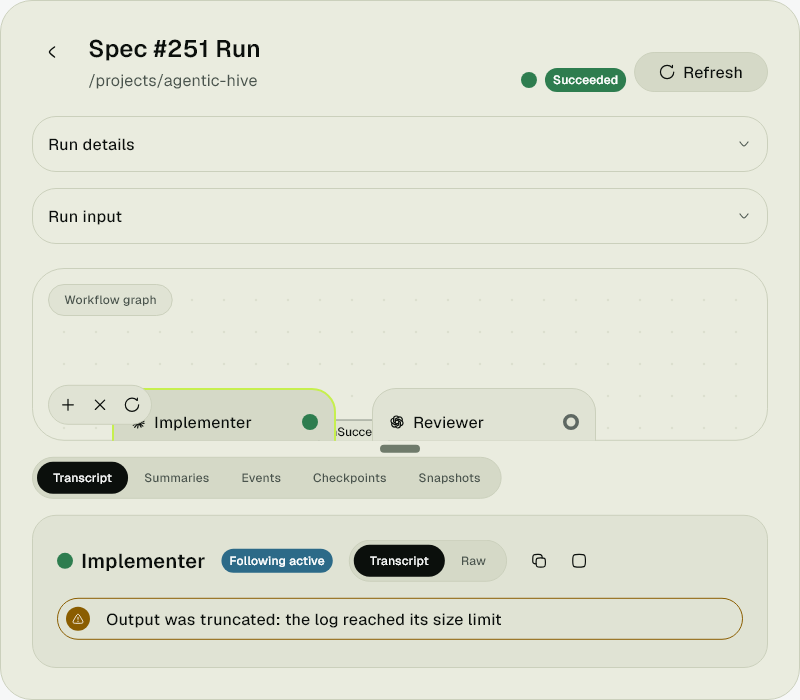 Spec #251 Run
/projects/agentic-hive
Succeeded
Refresh
Run details
Run input
Workflow graph
Implementer
Succe
Reviewer
Transcript
Summaries
Events
Checkpoints
Snapshots
Implementer
Following active
Transcript
Raw
Output was truncated: the log reached its size limit